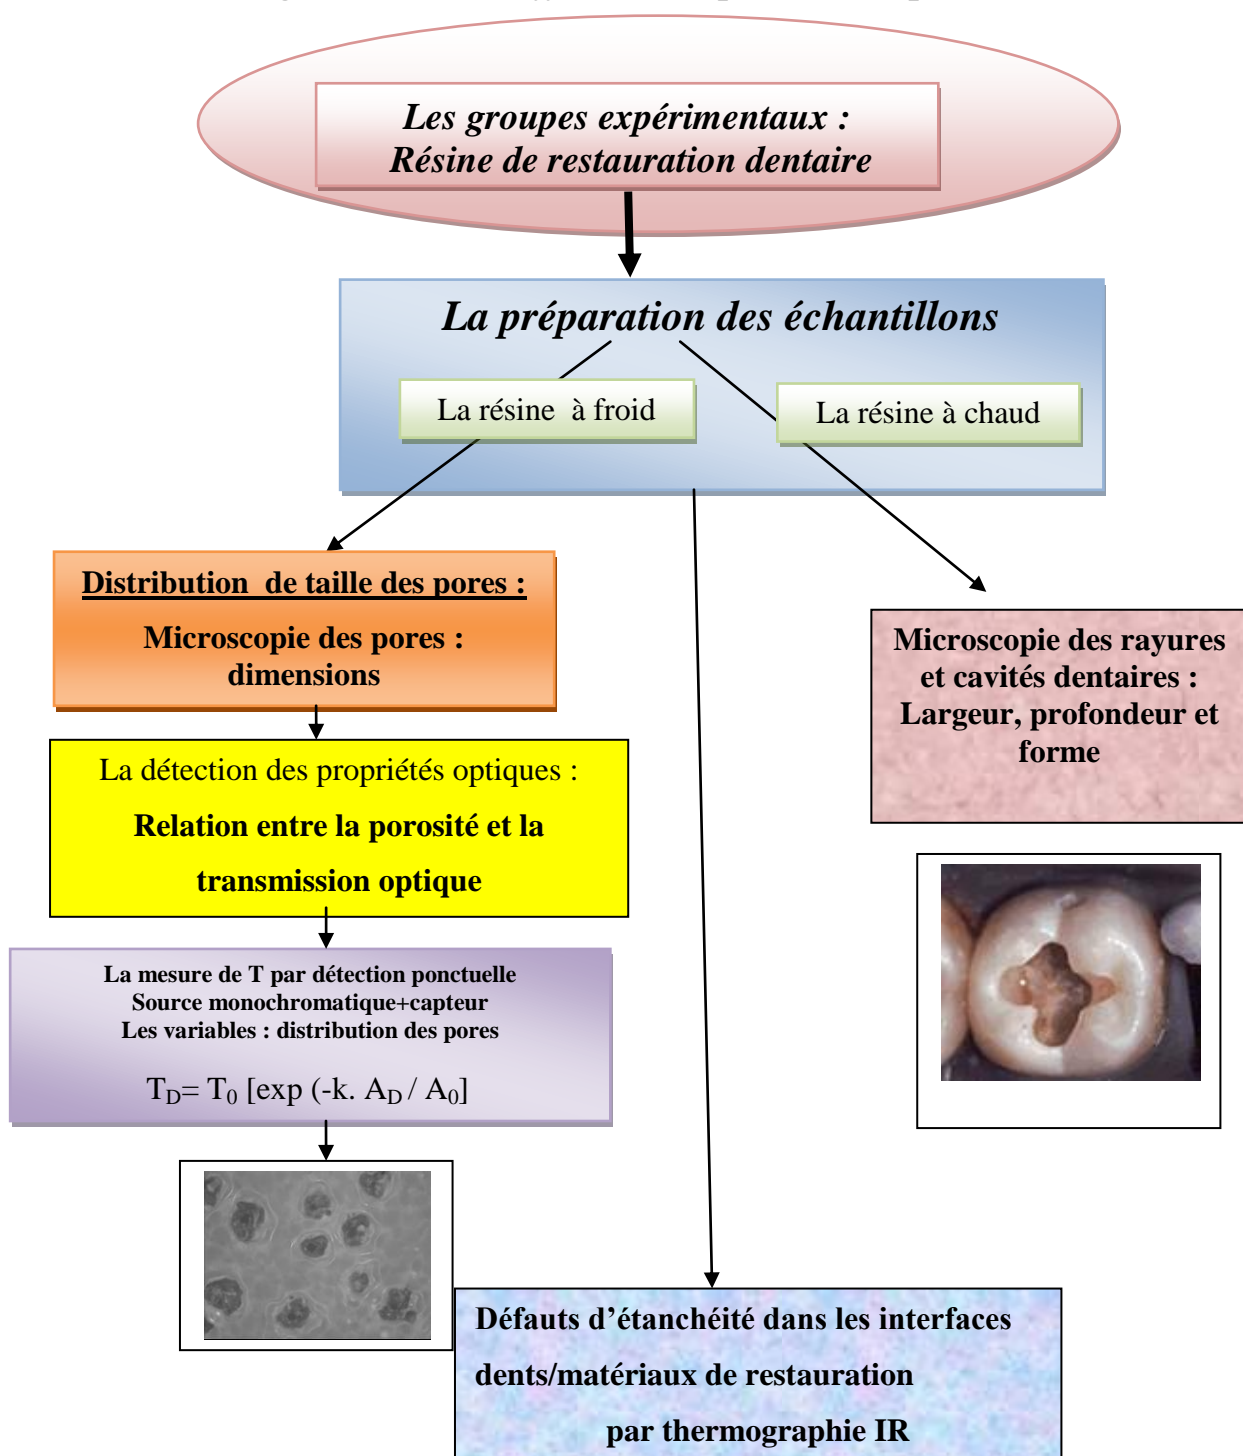 Les groupes expérimentaux :
Résine de restauration dentaire
La préparation des échantillons
La résine à froid
La résine à chaud
Distribution de taille des pores :
Microscopie des pores :
dimensions
Microscopie des rayures
et cavités dentaires :
Largeur, profondeur et
forme
La détection des propriétés optiques :
Relation entre la porosité et la
transmission optique
La mesure de T par détection ponctuelle
Source monochromatique+capteur
Les variables : distribution des pores
T_D= T_0 [exp (-k. A_D / A_0]
Défauts d’étanchéité dans les interfaces
dents/matériaux de restauration
par thermographie IR